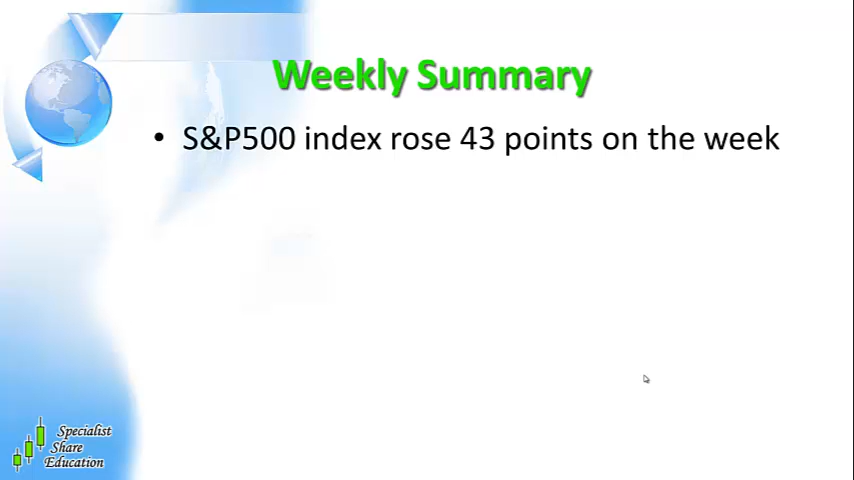 Weekly Summary
• S&P500 index rose 43 points on the week
Specialist
Share
Education